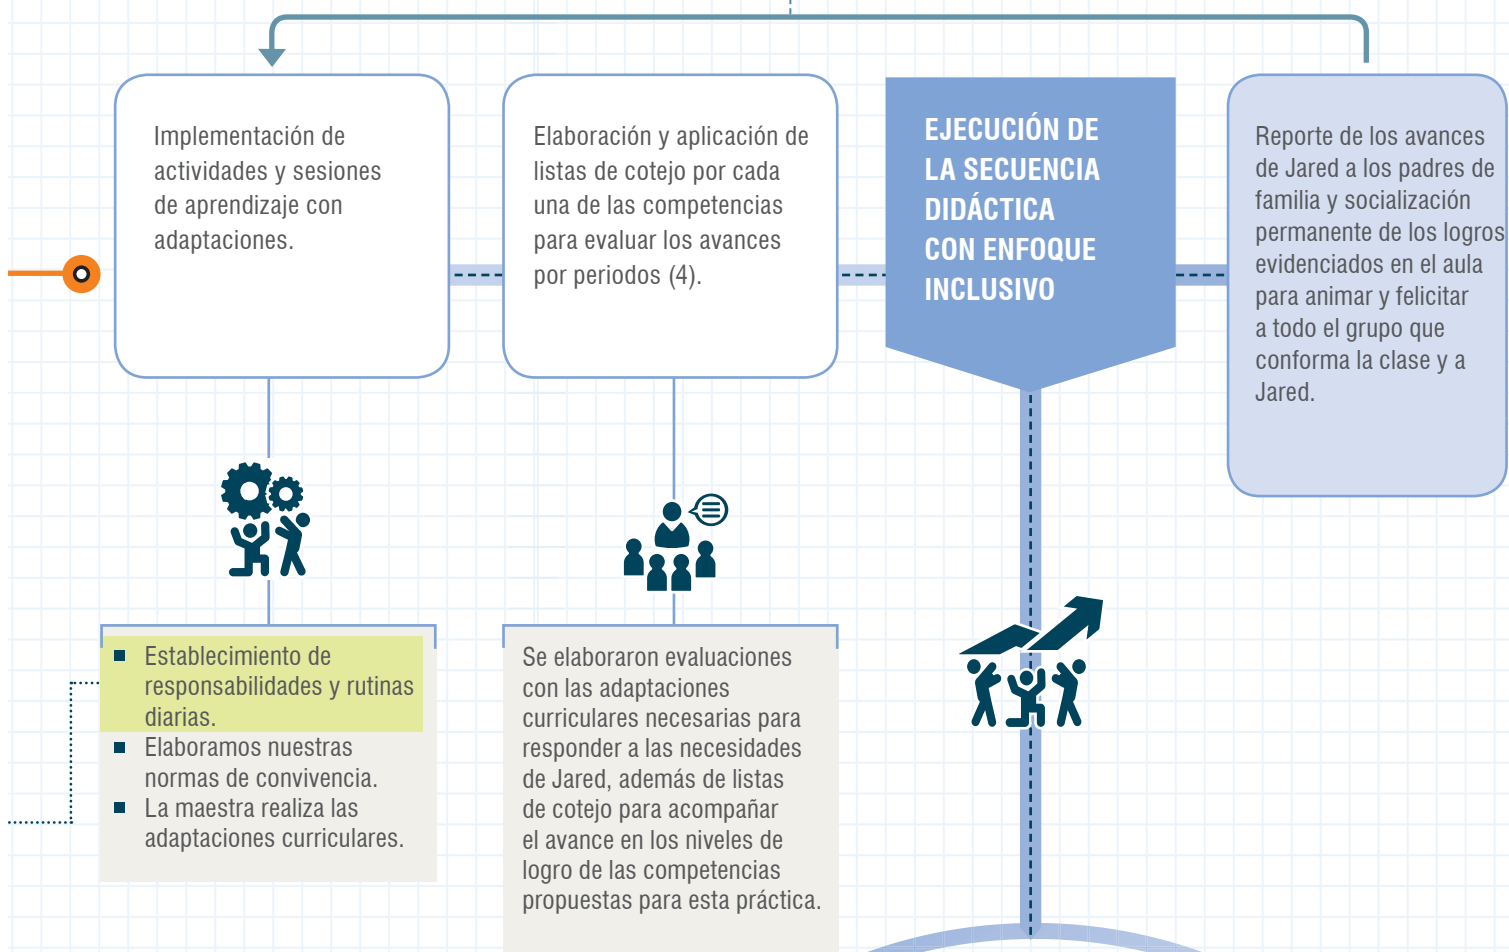 Implementación de
actividades y sesiones
de aprendizaje con
adaptaciones.
Elaboración y aplicación de
listas de cotejo por cada
una de las competencias
para evaluar los avances
por periodos (4).
EJECUCIÓN DE
LA SECUENCIA
DIDÁCTICA
CON ENFOQUE
INCLUSIVO
Reporte de los avances
de Jared a los padres de
familia y socialización
permanente de los logros
evidenciados en el aula
para animar y felicitar
a todo el grupo que
conforma la clase y a
Jared.
Establecimiento de
responsabilidades y rutinas
diarias.
Elaboramos nuestras
normas de convivencia.
La maestra realiza las
adaptaciones curriculares.
Se elaboraron evaluaciones
con las adaptaciones
curriculares necesarias para
responder a las necesidades
de Jared, además de listas
de cotejo para acompañar
el avance en los niveles de
logro de las competencias
propuestas para esta práctica.